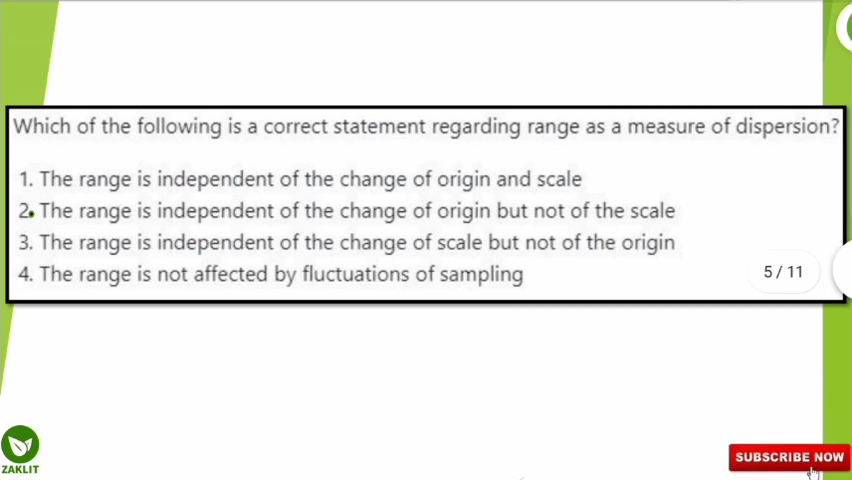 Which of the following is a correct statement regarding range as a measure of dispersion?
1. The range is independent of the change of origin and scale
2. The range is independent of the change of origin but not of the scale
3. The range is independent of the change of scale but not of the origin
4. The range is not affected by fluctuations of sampling
5 / 11
ZAKLIT
SUBSCRIBE NOW